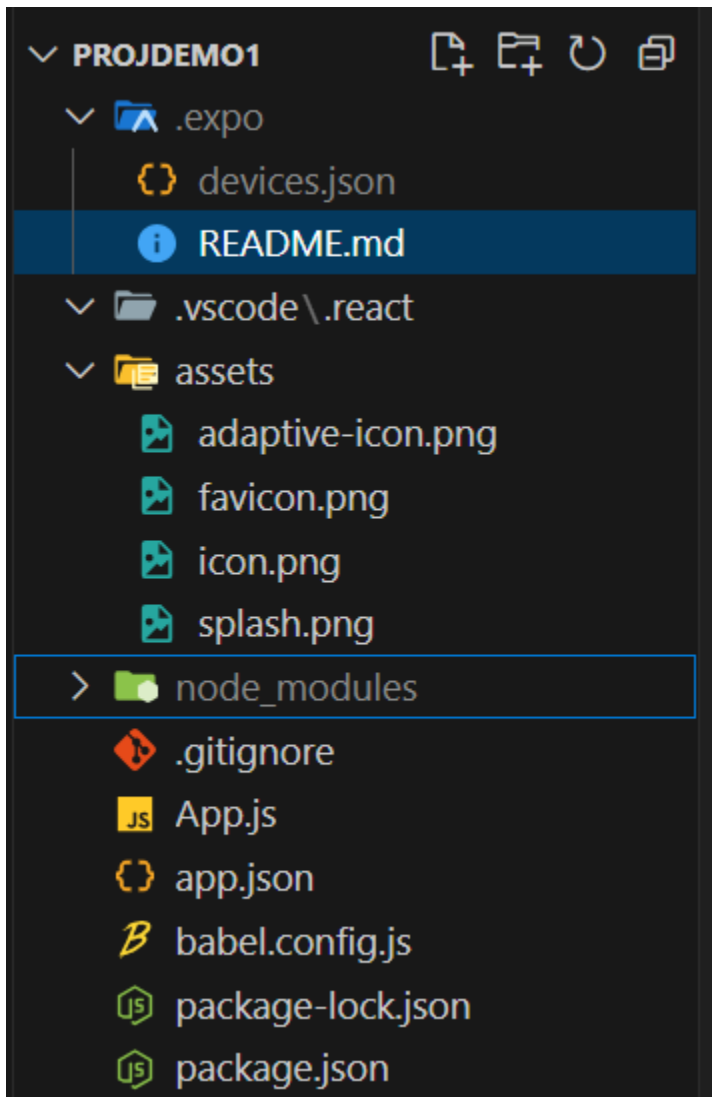 PROJDEMO1
.expo
devices.json
README.md
.vscode\.react
assets
adaptive-icon.png
favicon.png
icon.png
splash.png
node_modules
.gitignore
JS App.js
app.json
babel.config.js
package-lock.json
package.json